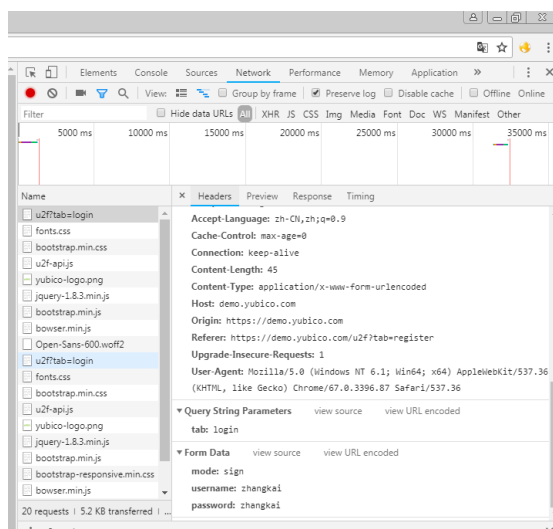 Elements Console Sources Network Performance Memory Application »
View: Group by frame Preserve log Disable cache Offline Online
Filter Hide data URLs All XHR JS CSS Img Media Font Doc WS Manifest Other
5000 ms 10000 ms 15000 ms 20000 ms 25000 ms 30000 ms 35000 ms
Name
u2f?tab=login
fonts.css
bootstrap.min.css
u2f-api.js
yubico-logo.png
jquery-1.8.3.min.js
bootstrap.min.js
bowser.min.js
Open-Sans-600.woff2
u2f?tab=login
fonts.css
bootstrap.min.css
u2f-api.js
yubico-logo.png
jquery-1.8.3.min.js
bootstrap.min.js
bootstrap-responsive.min.css
bowser.min.js
20 requests | 5.2 KB transferred | ...
× Headers Preview Response Timing
Accept-Language: zh-CN,zh;q=0.9
Cache-Control: max-age=0
Connection: keep-alive
Content-Length: 45
Content-Type: application/x-www-form-urlencoded
Host: demo.yubico.com
Origin: https://demo.yubico.com
Referer: https://demo.yubico.com/u2f?tab=register
Upgrade-Insecure-Requests: 1
User-Agent: Mozilla/5.0 (Windows NT 6.1; Win64; x64) AppleWebKit/537.36
(KHTML, like Gecko) Chrome/67.0.3396.87 Safari/537.36
▼ Query String Parameters view source view URL encoded
tab: login
▼ Form Data view source view URL encoded
mode: sign
username: zhangkai
password: zhangkai